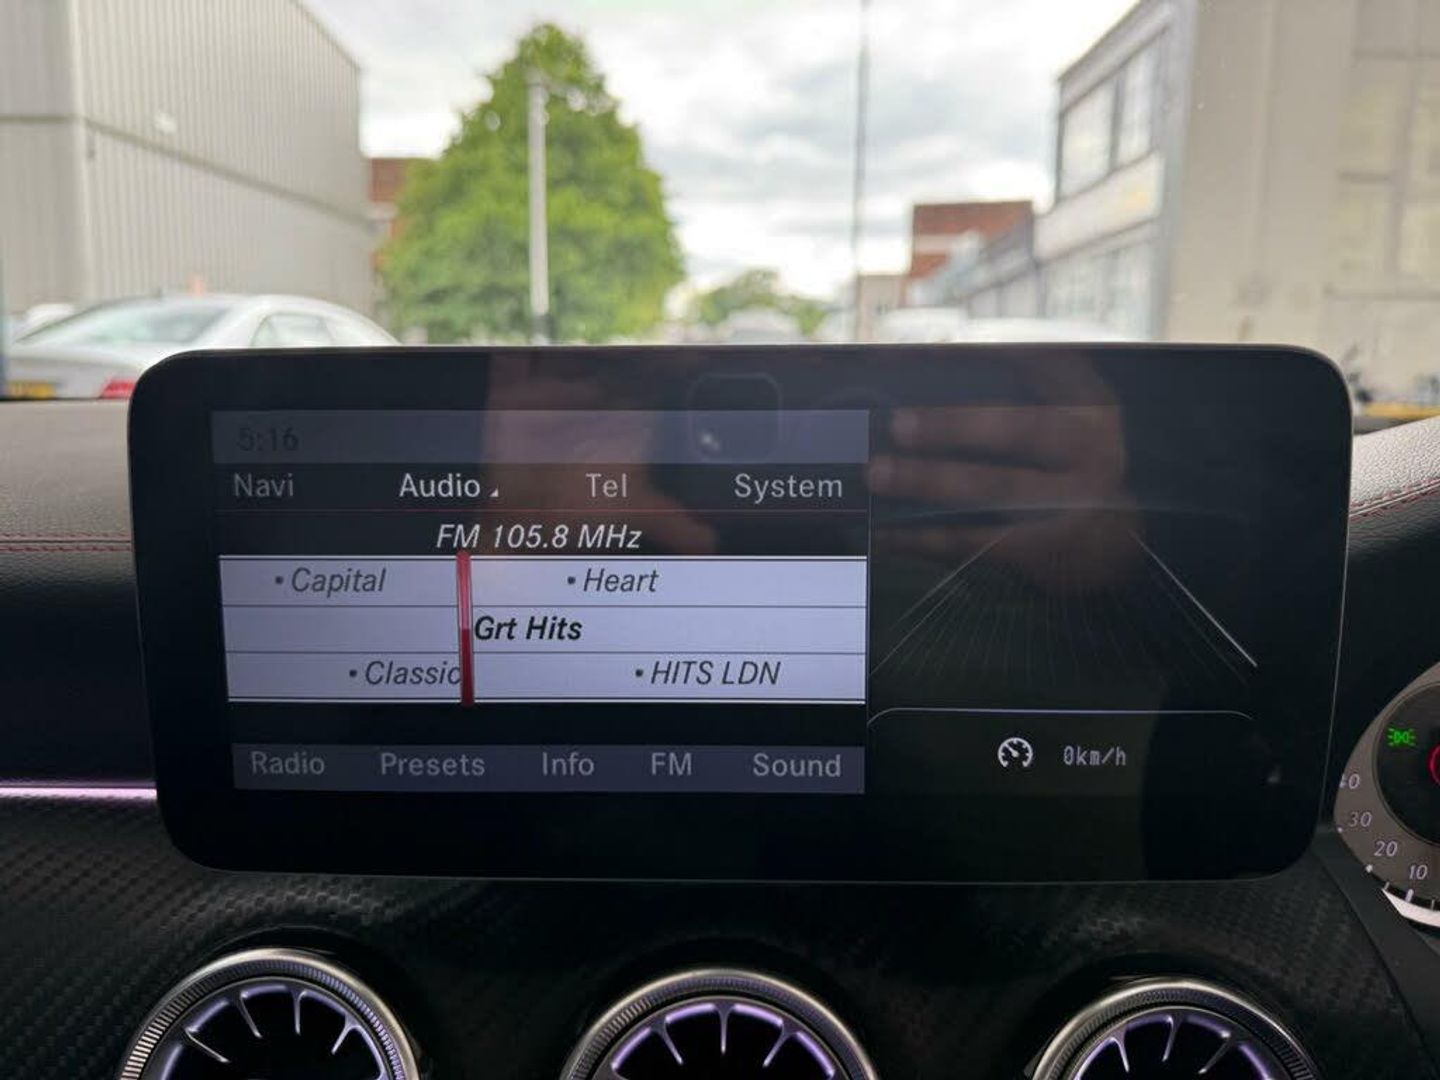 5:16
Navi Audio Tel System
FM 105.8 MHz
•Capital •Heart
Grt Hits
•Classic •HITS LDN
Radio Presets Info FM Sound
0km/h
40
30
20
10